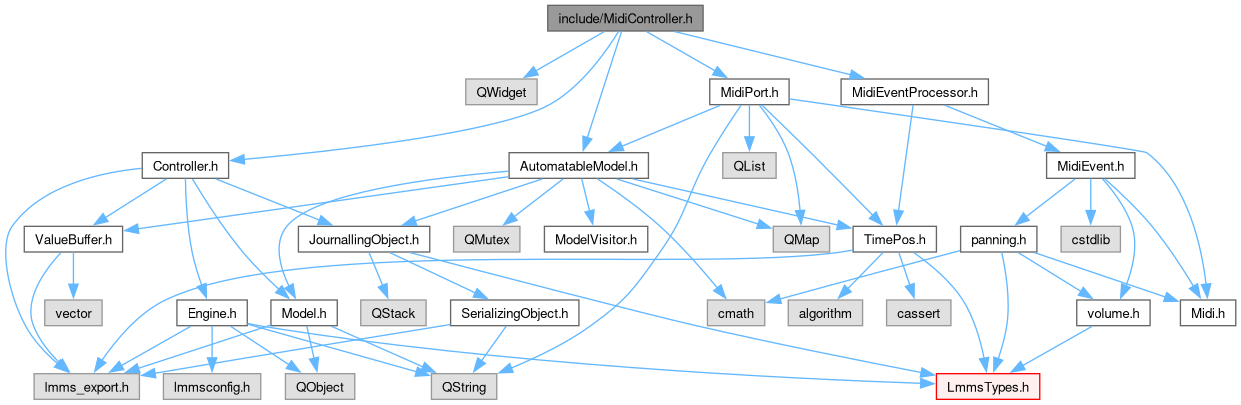 include/MidiController.h
QWidget
MidiPort.h
MidiEventProcessor.h
Controller.h
AutomatableModel.h
QList
MidiEvent.h
ValueBuffer.h
JournallingObject.h
QMutex
ModelVisitor.h
QMap
TimePos.h
panning.h
cstdlib
vector
Engine.h
Model.h
QStack
SerializingObject.h
cmath
algorithm
cassert
volume.h
Midi.h
lmms_export.h
lmmsconfig.h
QObject
QString
LmmsTypes.h